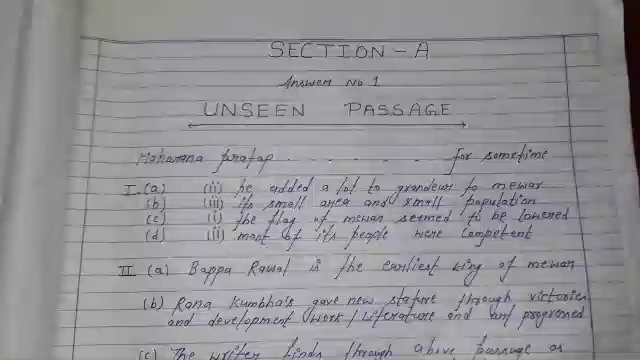 SECTION - A
Answer No 1
UNSEEN PASSAGE
Maharana pratap . . . . . . . . . . for sometime
I. (a) (ii) he added a lot to grandeur to mewar
(b) (iii) its small area and small population
(c) (i) the flag of mewar seemed to be lowered
(d) (ii) most of its people were competent
II (a) Bappa Rawal is the earliest king of mewar
(b) Rana Kumbha's gave new stature through victories
and development work / literature and art progressed
(c) The writer finds through above passage as